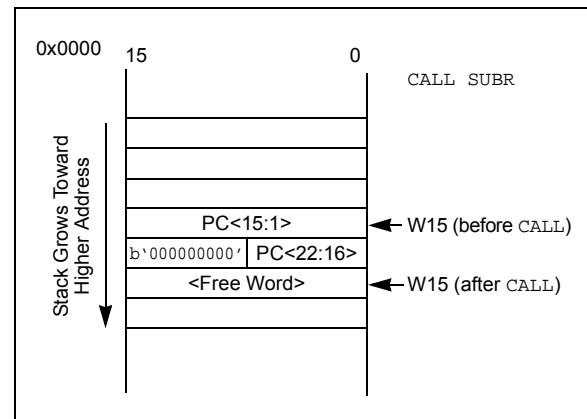 0x0000
15
0
CALL SUBR
Stack Grows Toward
Higher Address
PC<15:1>
W15 (before CALL)
b‘000000000’
PC<22:16>
<Free Word>
W15 (after CALL)